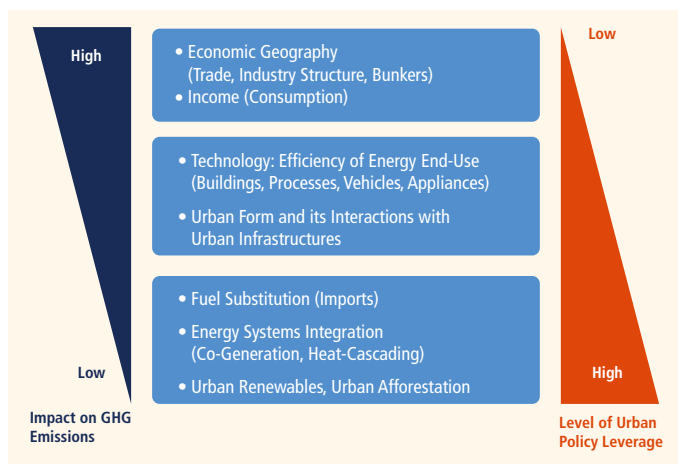 High
• Economic Geography
(Trade, Industry Structure, Bunkers)
• Income (Consumption)
Low
• Technology: Efficiency of Energy End-Use
(Buildings, Processes, Vehicles, Appliances)
• Urban Form and its Interactions with
Urban Infrastructures
• Fuel Substitution (Imports)
• Energy Systems Integration
(Co-Generation, Heat-Cascading)
• Urban Renewables, Urban Afforestation
Low
High
Impact on GHG
Emissions
Level of Urban
Policy Leverage